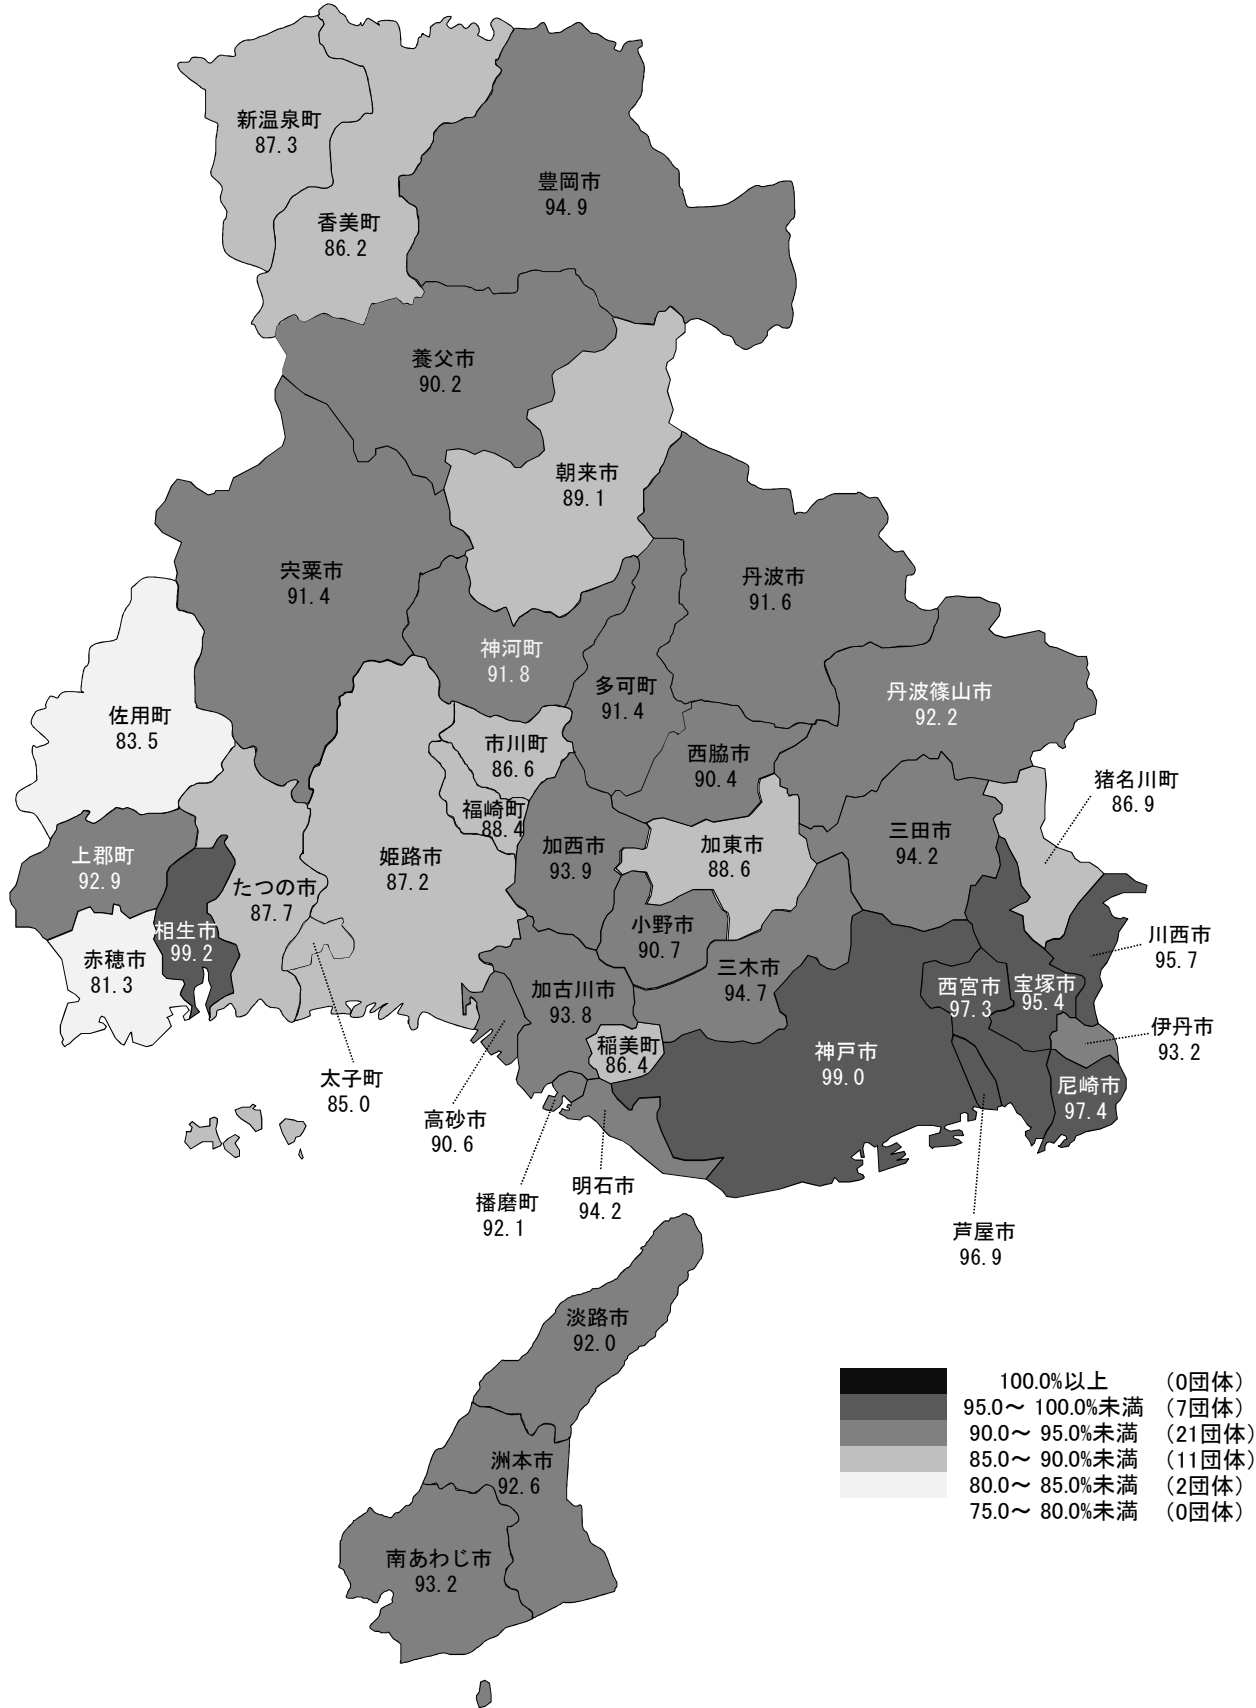 新温泉町
87.3
香美町
86.2
豊岡市
94.9
養父市
90.2
朝来市
89.1
宍粟市
91.4
丹波市
91.6
神河町
91.8
多可町
91.4
丹波篠山市
92.2
佐用町
83.5
市川町
86.6
西脇市
90.4
猪名川町
86.9
福崎町
88.4
上郡町
92.9
姫路市
87.2
加西市
93.9
加東市
88.6
三田市
94.2
たつの市
87.7
相生市
99.2
赤穂市
81.3
小野市
90.7
三木市
94.7
川西市
95.7
西宮市
97.3
宝塚市
95.4
加古川市
93.8
稲美町
86.4
神戸市
99.0
伊丹市
93.2
尼崎市
97.4
太子町
85.0
高砂市
90.6
播磨町
92.1
明石市
94.2
芦屋市
96.9
淡路市
92.0
洲本市
92.6
南あわじ市
93.2
100.0%以上 (0団体)
95.0～ 100.0%未満 (7団体)
90.0～ 95.0%未満 (21団体)
85.0～ 90.0%未満 (11団体)
80.0～ 85.0%未満 (2団体)
75.0～ 80.0%未満 (0団体)